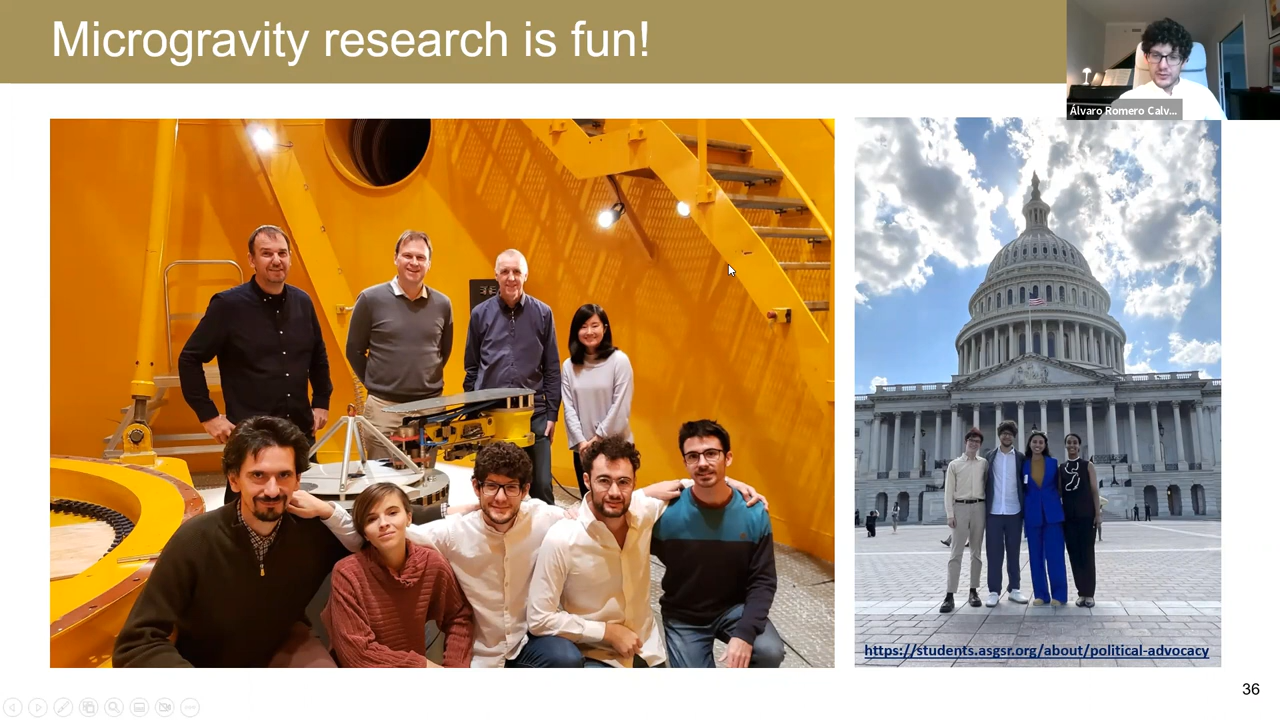 Microgravity research is fun!
Álvaro Romero Calv...
https://students.asgsr.org/about/political-advocacy
36